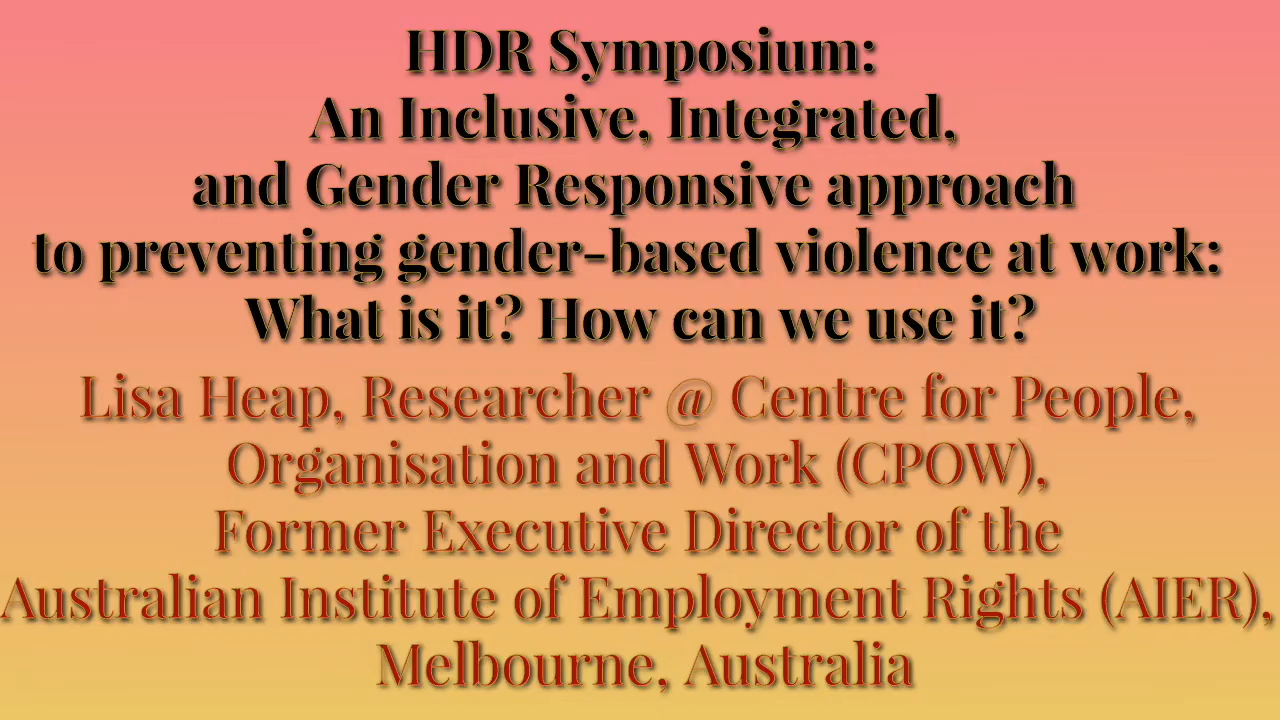 HDR Symposium:
An Inclusive, Integrated,
and Gender Responsive approach
to preventing gender-based violence at work:
What is it? How can we use it?
Lisa Heap, Researcher @ Centre for People,
Organisation and Work (CPOW),
Former Executive Director of the
Australian Institute of Employment Rights (AIER),
Melbourne, Australia